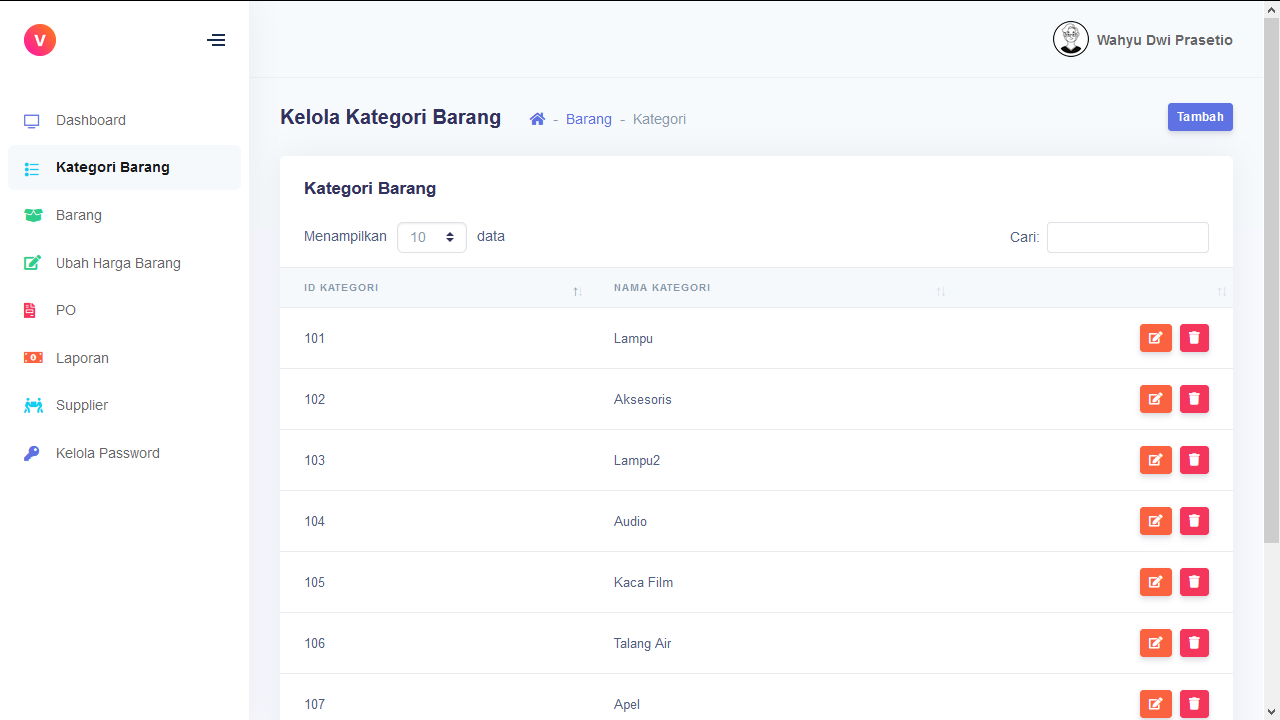 V
Wahyu Dwi Prasetio
Dashboard
Kategori Barang
Barang
Ubah Harga Barang
PO
Laporan
Supplier
Kelola Password
Kelola Kategori Barang
- Barang - Kategori
Tambah
Kategori Barang
Menampilkan 10 data
Cari:
ID KATEGORI NAMA KATEGORI
101 Lampu
102 Aksesoris
103 Lampu2
104 Audio
105 Kaca Film
106 Talang Air
107 Apel